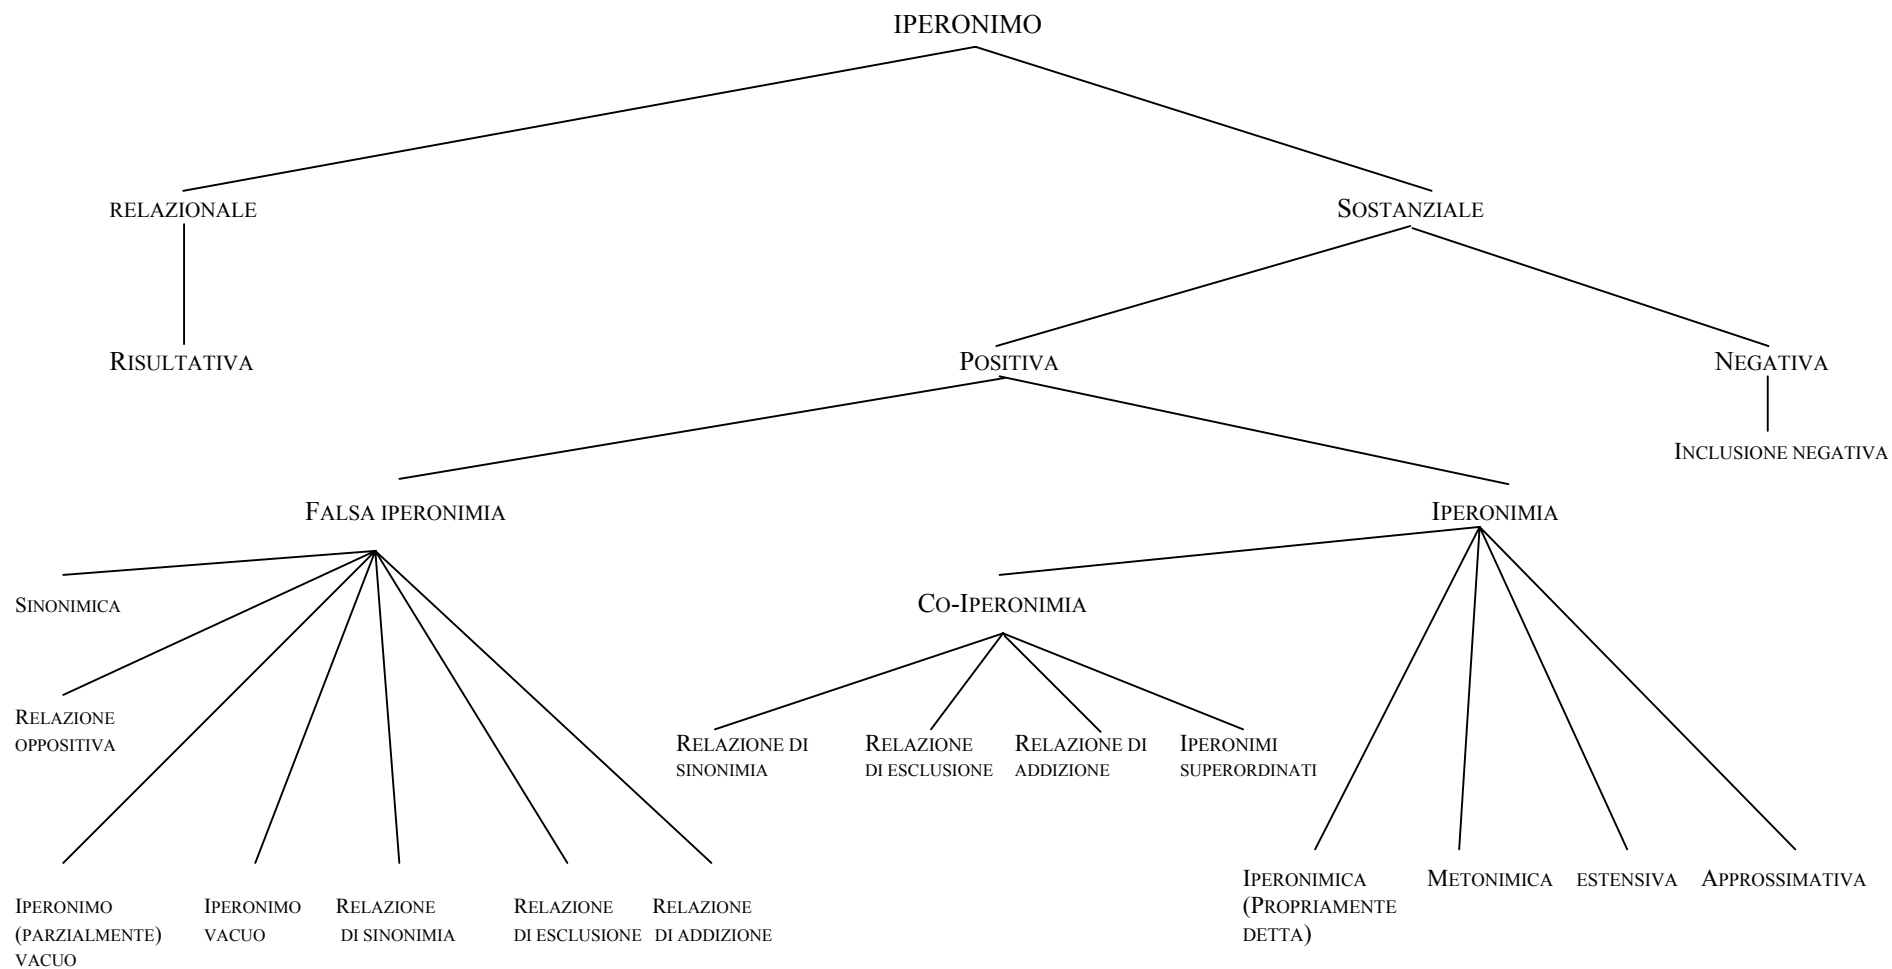 IPERONIMO
RELAZIONALE
SOSTANZIALE
RISULTATIVA
POSITIVA
NEGATIVA
INCLUSIONE NEGATIVA
FALSA IPERONIMIA
IPERONIMIA
SINONIMICA
CO-IPERONIMIA
RELAZIONE
OPPOSITIVA
RELAZIONE DI
SINONIMIA
RELAZIONE
DI ESCLUSIONE
RELAZIONE DI
ADDIZIONE
IPERONIMI
SUPERORDINATI
IPERONIMO
(PARZIALMENTE)
VACUO
IPERONIMO
VACUO
RELAZIONE
DI SINONIMIA
RELAZIONE
DI ESCLUSIONE
RELAZIONE
DI ADDIZIONE
IPERONIMICA
(PROPRIAMENTE
DETTA)
METONIMICA
ESTENSIVA
APPROSSIMATIVA